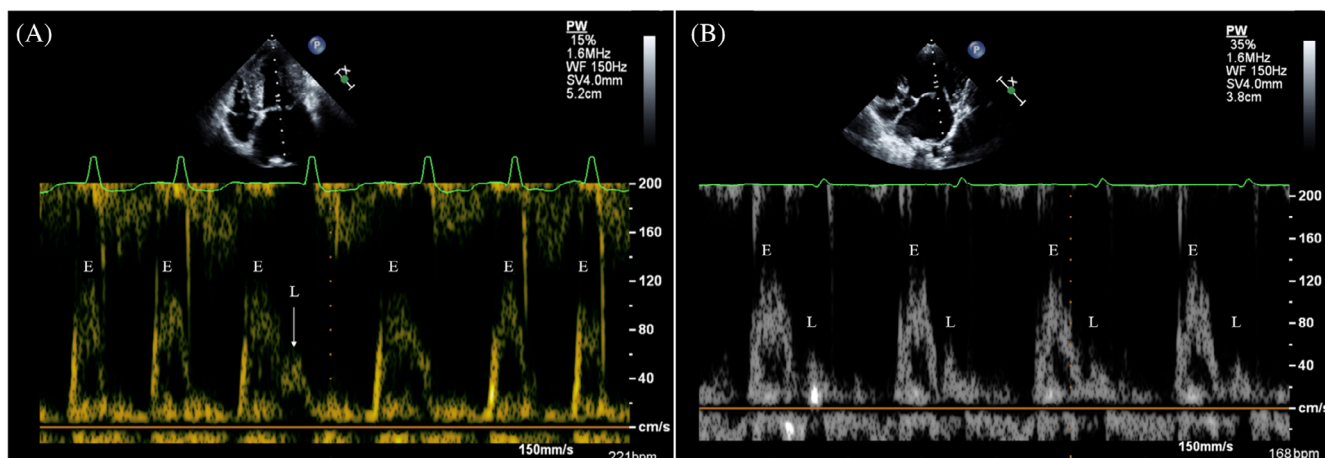 (A)
P
X
PW
15%
1.6MHz
WF 150Hz
SV4.0mm
5.2cm
200
160
120
80
40
cm/s
E E E E E E
L
150mm/s
221bpm
(B)
P
X
PW
35%
1.6MHz
WF 150Hz
SV4.0mm
3.8cm
200
160
120
80
40
cm/s
E E E E
L L L L
150mm/s
168bpm